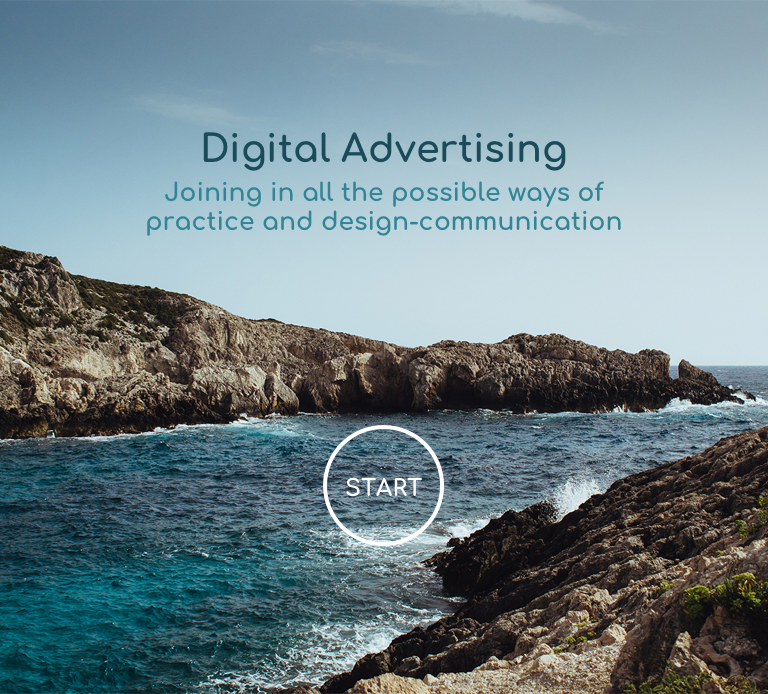 Digital Advertising
Joining in all the possible ways of
practice and design-communication
START